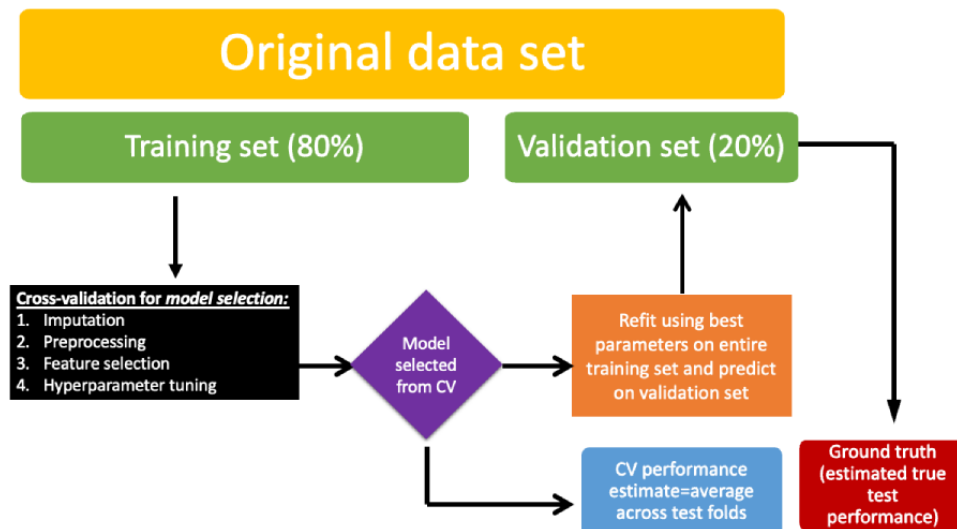 Original data set
Training set (80%)
Validation set (20%)
Cross-validation for model selection:
1. Imputation
2. Preprocessing
3. Feature selection
4. Hyperparameter tuning
Model
selected
from CV
Refit using best
parameters on entire
training set and predict
on validation set
CV performance
estimate=average
across test folds
Ground truth
(estimated true
test
performance)